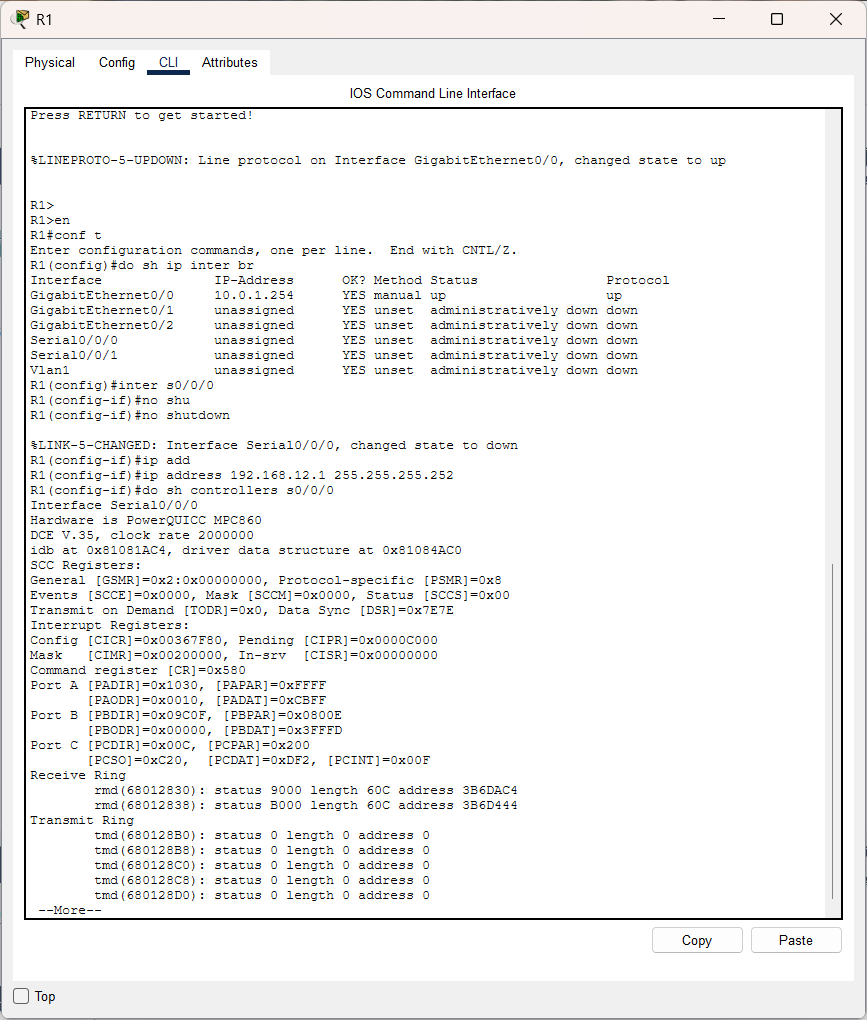 R1
Physical Config CLI Attributes
IOS Command Line Interface
Press RETURN to get started!
%LINEPROTO-5-UPDOWN: Line protocol on Interface GigabitEthernet0/0, changed state to up
R1>
R1>en
R1#conf t
Enter configuration commands, one per line.  End with CNTL/Z.
R1(config)#do sh ip inter br
Interface              IP-Address      OK? Method Status                Protocol
GigabitEthernet0/0     10.0.1.254      YES manual up                    up
GigabitEthernet0/1     unassigned      YES unset  administratively down down
GigabitEthernet0/2     unassigned      YES unset  administratively down down
Serial0/0/0            unassigned      YES unset  administratively down down
Serial0/0/1            unassigned      YES unset  administratively down down
Vlan1                  unassigned      YES unset  administratively down down
R1(config)#inter s0/0/0
R1(config-if)#no shu
R1(config-if)#no shutdown
%LINK-5-CHANGED: Interface Serial0/0/0, changed state to down
R1(config-if)#ip add
R1(config-if)#ip address 192.168.12.1 255.255.255.252
R1(config-if)#do sh controllers s0/0/0
Interface Serial0/0/0
Hardware is PowerQUICC MPC860
DCE V.35, clock rate 2000000
idb at 0x81081AC4, driver data structure at 0x81084AC0
SCC Registers:
General [GSMR]=0x2:0x00000000, Protocol-specific [PSMR]=0x8
Events [SCCE]=0x0000, Mask [SCCM]=0x0000, Status [SCCS]=0x00
Transmit on Demand [TODR]=0x0, Data Sync [DSR]=0x7E7E
Interrupt Registers:
Config [CICR]=0x00367F80, Pending [CIPR]=0x0000C000
Mask   [CIMR]=0x00200000, In-srv  [CISR]=0x00000000
Command register [CR]=0x580
Port A [PADIR]=0x1030, [PAPAR]=0xFFFF
       [PAODR]=0x0010, [PADAT]=0xCBFF
Port B [PBDIR]=0x09C0F, [PBPAR]=0x0800E
       [PBODR]=0x00000, [PBDAT]=0x3FFFD
Port C [PCDIR]=0x00C, [PCPAR]=0x200
       [PCSO]=0xC20,  [PCDAT]=0xDF2, [PCINT]=0x00F
Receive Ring
        rmd(68012830): status 9000 length 60C address 3B6DAC4
        rmd(68012838): status B000 length 60C address 3B6D444
Transmit Ring
        tmd(680128B0): status 0 length 0 address 0
        tmd(680128B8): status 0 length 0 address 0
        tmd(680128C0): status 0 length 0 address 0
        tmd(680128C8): status 0 length 0 address 0
        tmd(680128D0): status 0 length 0 address 0
 --More--
Copy Paste
Top